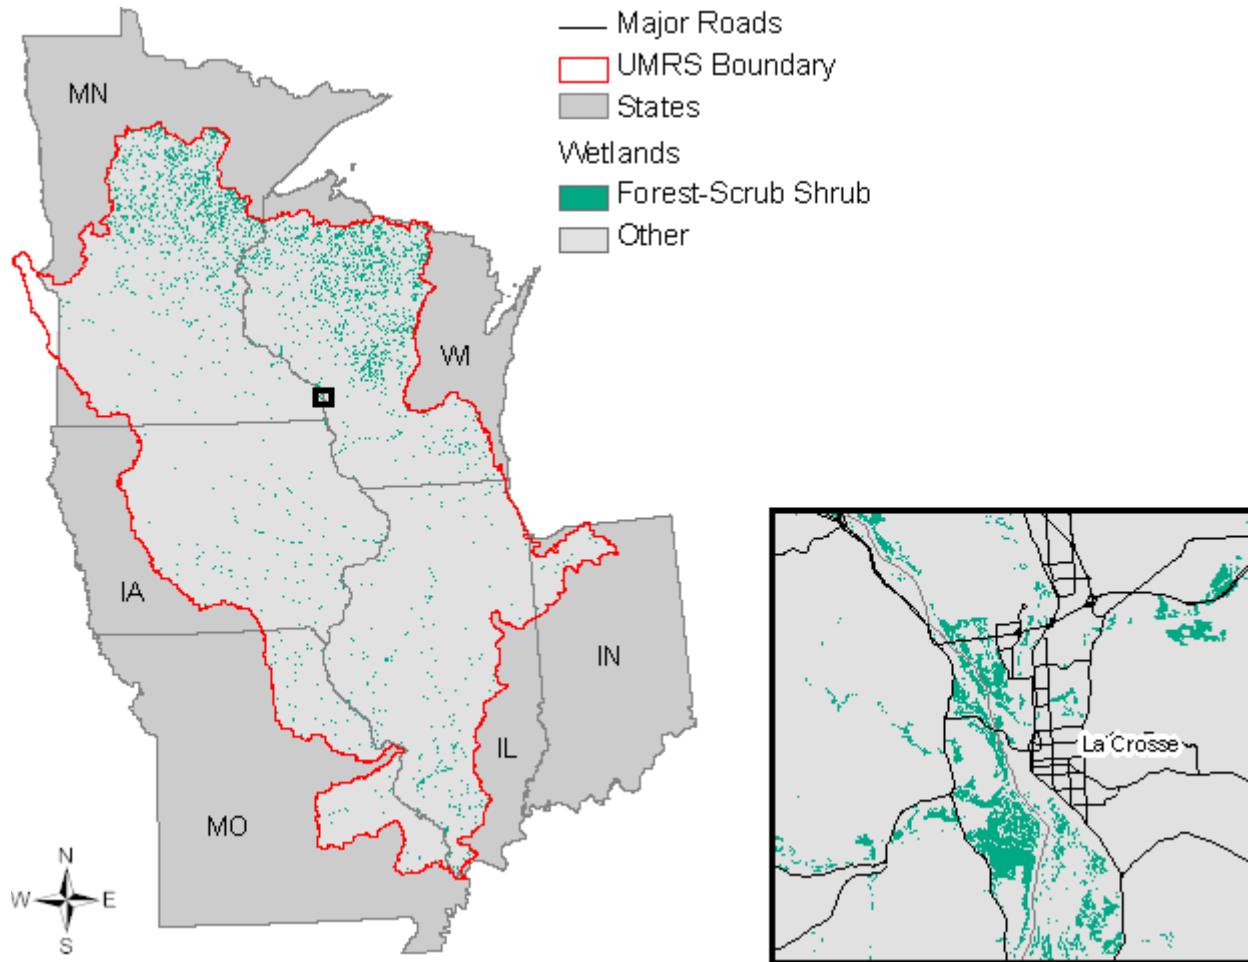 Major Roads
UMRS Boundary
States
Wetlands
Forest-Scrub Shrub
Other
MN
WI
IA
IN
IL
MO
La Crosse
N
W E
S